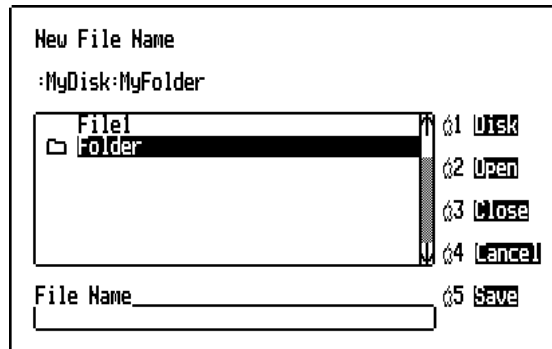 New File Name
:MyDisk:MyFolder
File1
Folder
1 Disk
2 Open
3 Close
4 Cancel
File Name
5 Save